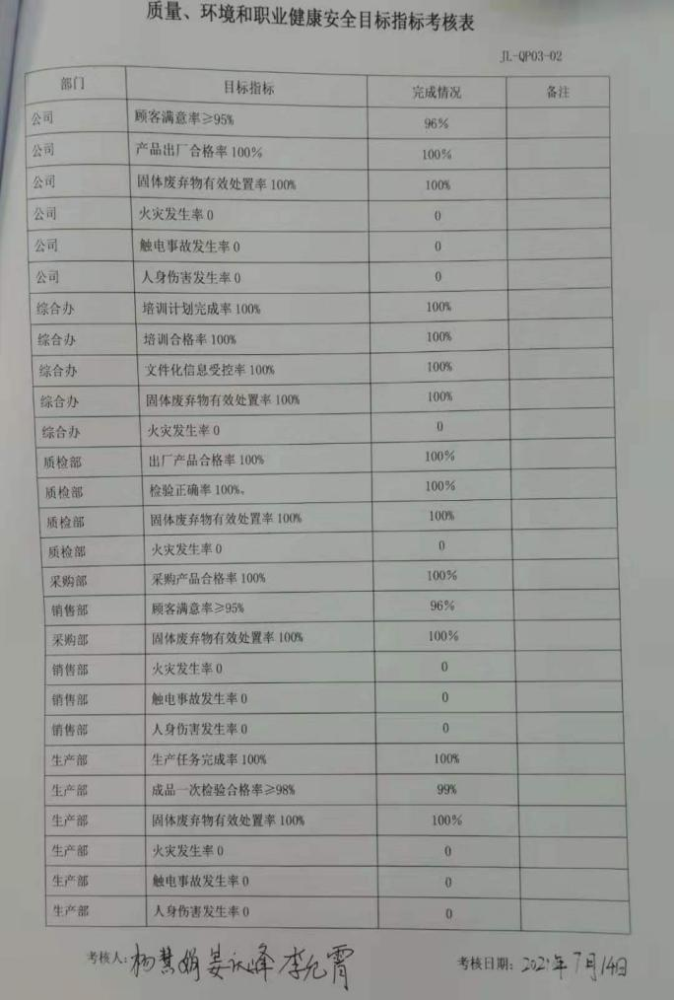 质量、环境和职业健康安全目标指标考核表
JL-QP03-02
部门 目标指标 完成情况 备注
公司 顾客满意率≥95% 96%
公司 产品出厂合格率 100% 100%
公司 固体废弃物有效处置率 100% 100%
公司 火灾发生率 0 0
公司 触电事故发生率 0 0
公司 人身伤害发生率 0 0
综合办 培训计划完成率 100% 100%
综合办 培训合格率 100% 100%
综合办 文件化信息受控率 100% 100%
综合办 固体废弃物有效处置率 100% 100%
综合办 火灾发生率 0 0
质检部 出厂产品合格率 100% 100%
质检部 检验正确率 100%。 100%
质检部 固体废弃物有效处置率 100% 100%
质检部 火灾发生率 0 0
采购部 采购产品合格率 100% 100%
销售部 顾客满意率≥95% 96%
采购部 固体废弃物有效处置率 100% 100%
销售部 火灾发生率 0 0
销售部 触电事故发生率 0 0
销售部 人身伤害发生率 0 0
生产部 生产任务完成率 100% 100%
生产部 成品一次检验合格率≥98% 99%
生产部 固体废弃物有效处置率 100% 100%
生产部 火灾发生率 0 0
生产部 触电事故发生率 0 0
生产部 人身伤害发生率 0 0
考核人: 杨慧娟 姜 峰 李 霄 考核日期: 2021年7月14日